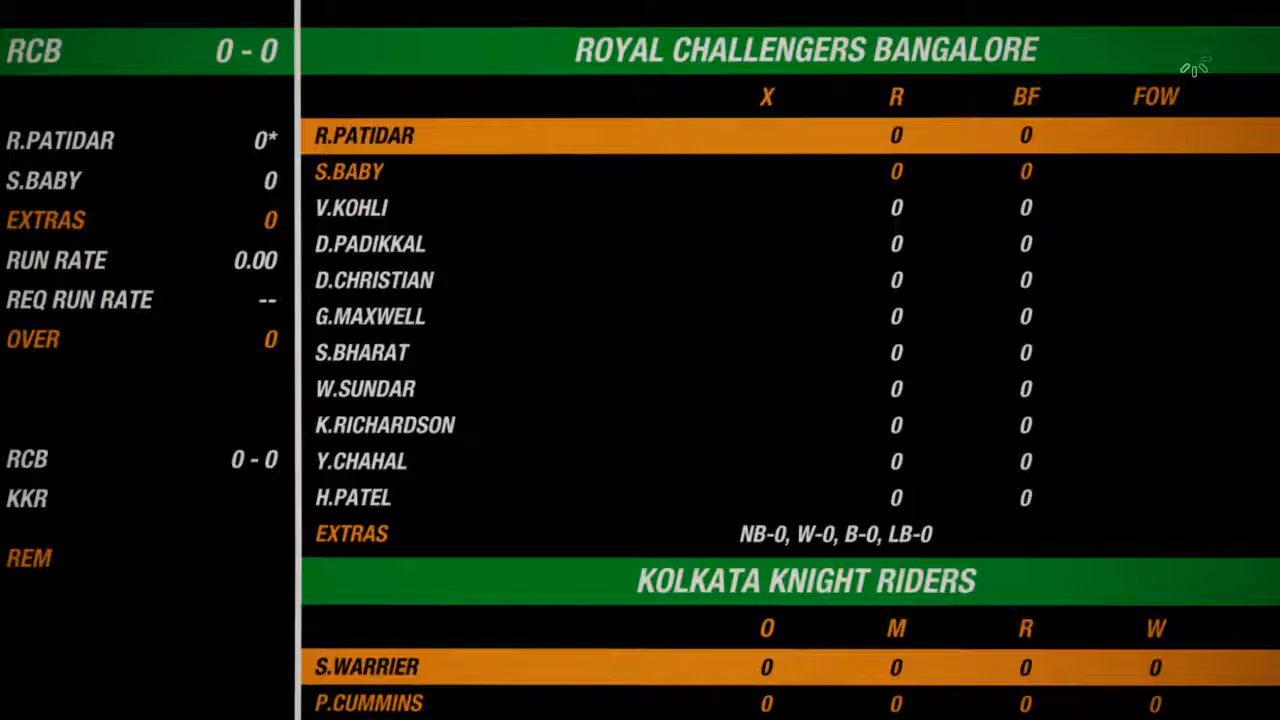 RCB 0 - 0
R.PATIDAR 0*
S.BABY 0
EXTRAS 0
RUN RATE 0.00
REQ RUN RATE --
OVER 0
RCB 0 - 0
KKR
REM
ROYAL CHALLENGERS BANGALORE
X R BF FOW
R.PATIDAR 0 0
S.BABY 0 0
V.KOHLI 0 0
D.PADIKKAL 0 0
D.CHRISTIAN 0 0
G.MAXWELL 0 0
S.BHARAT 0 0
W.SUNDAR 0 0
K.RICHARDSON 0 0
Y.CHAHAL 0 0
H.PATEL 0 0
EXTRAS NB-0, W-0, B-0, LB-0
KOLKATA KNIGHT RIDERS
O M R W
S.WARRIER 0 0 0 0
P.CUMMINS 0 0 0 0